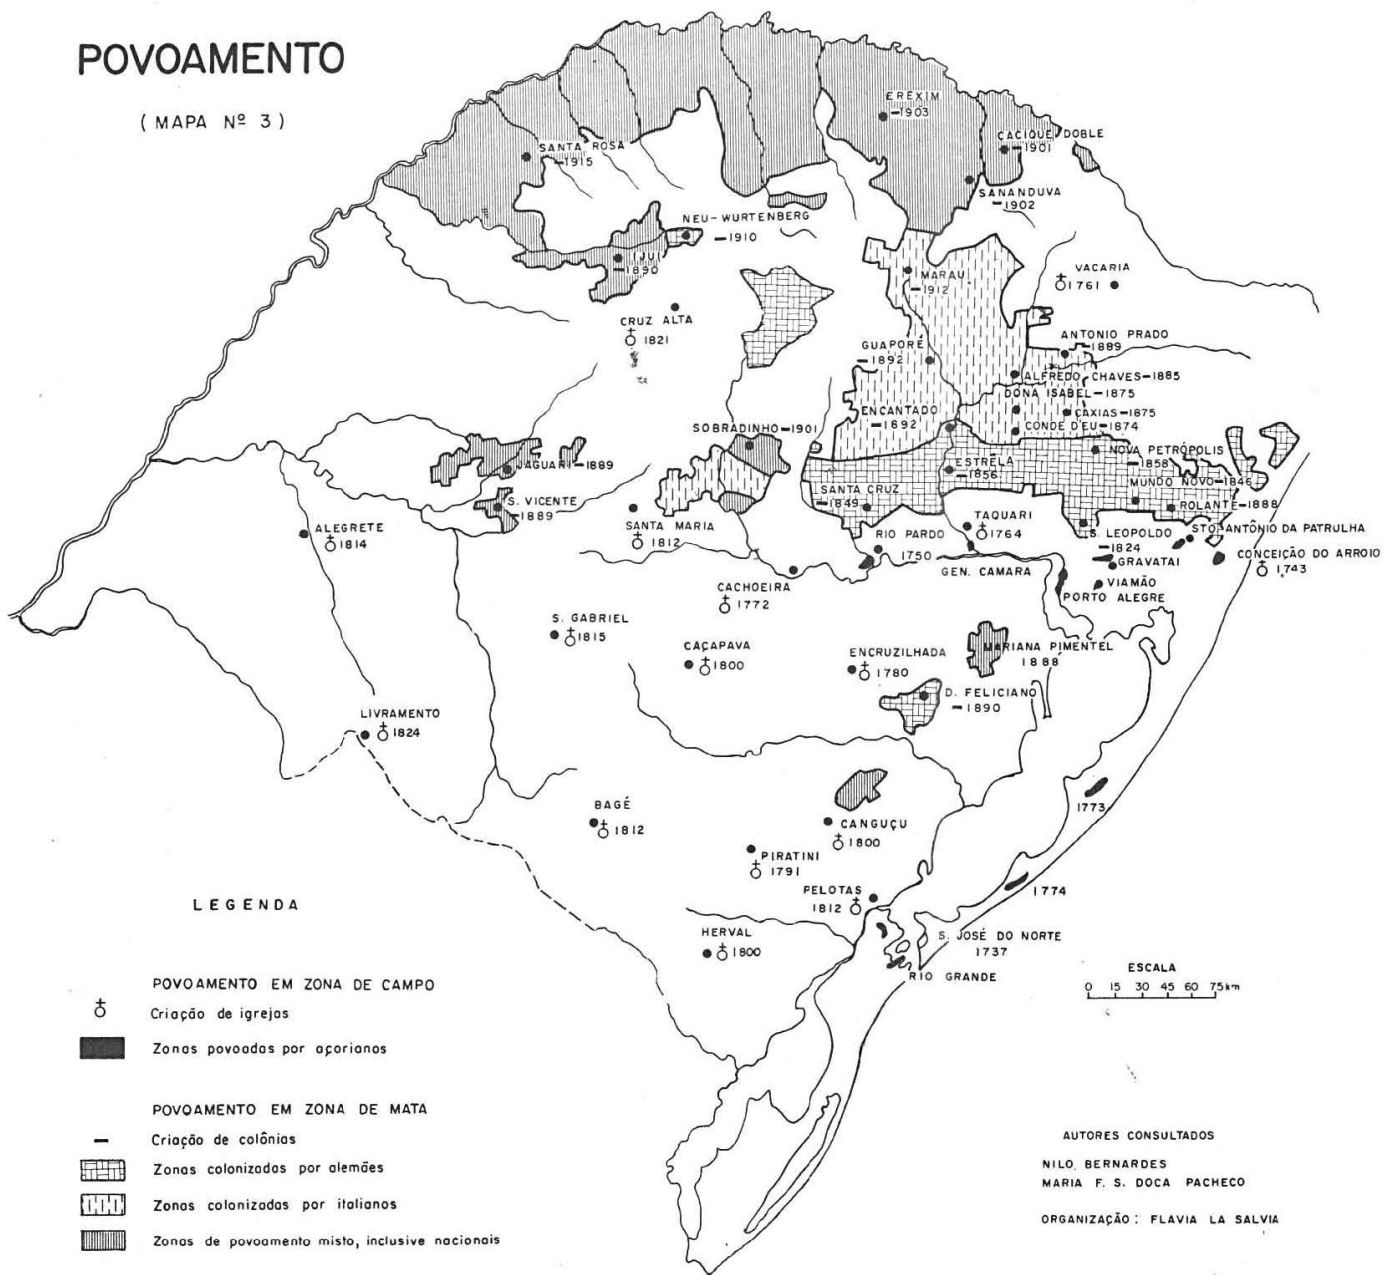 POVOAMENTO
( MAPA Nº 3 )
EREXIM
–1903
CACIQUE DOBLE
–1901
SANTA ROSA
–1915
SANANDUVA
–1902
NEU-WURTENBERG
–1910
IJUÍ
–1890
MARAU
–1912
VACARIA
1761
CRUZ ALTA
1821
GUAPORÉ
–1892
ANTONIO PRADO
–1889
ALFREDO CHAVES–1885
DONA ISABEL–1875
ENCANTADO
–1892
CAXIAS–1875
CONDE D'EU–1874
SOBRADINHO–1901
NOVA PETRÓPOLIS
–1858
JAGUARI–1889
ESTRÊLA
–1856
MUNDO NOVO–1846
SANTA CRUZ
–1849
ROLANTE–1888
S. VICENTE
–1889
SANTA MARIA
1812
TAQUARI
1764
S. LEOPOLDO
–1824
STO. ANTÔNIO DA PATRULHA
ALEGRETE
1814
RIO PARDO
1750
GRAVATAI
CONCEIÇÃO DO ARROIO
1743
GEN. CAMARA
VIAMÃO
PORTO ALEGRE
CACHOEIRA
1772
S. GABRIEL
1815
CAÇAPAVA
1800
ENCRUZILHADA
1780
MARIANA PIMENTEL
1888
D. FELICIANO
–1890
LIVRAMENTO
1824
1773
BAGÉ
1812
CANGUÇU
1800
PIRATINI
1791
1774
PELOTAS
1812
HERVAL
1800
S. JOSÉ DO NORTE
1737
RIO GRANDE
LEGENDA
POVOAMENTO EM ZONA DE CAMPO
Criação de igrejas
Zonas povoadas por açorianos
POVOAMENTO EM ZONA DE MATA
Criação de colônias
Zonas colonizadas por alemães
Zonas colonizadas por italianos
Zonas de povoamento misto, inclusive nacionais
ESCALA
0 15 30 45 60 75km
AUTORES CONSULTADOS
NILO BERNARDES
MARIA F. S. DOCA PACHECO
ORGANIZAÇÃO: FLAVIA LA SALVIA